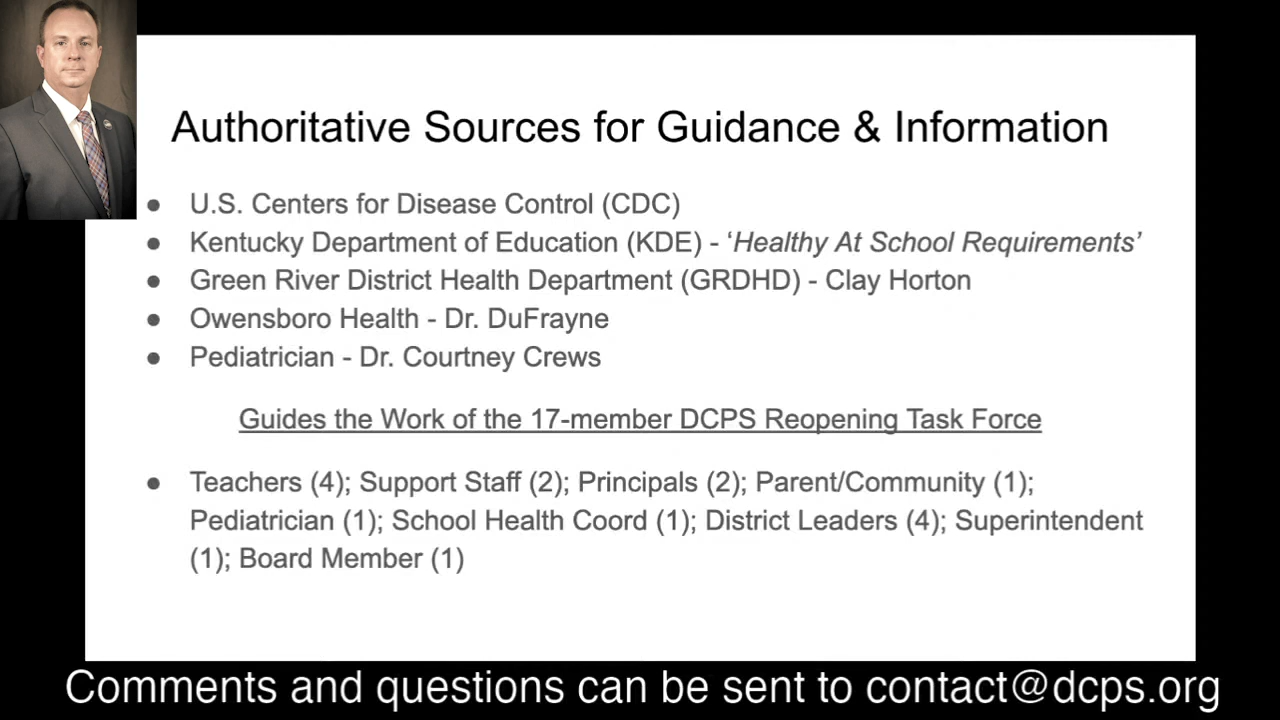 Authoritative Sources for Guidance & Information
● U.S. Centers for Disease Control (CDC)
● Kentucky Department of Education (KDE) - ‘Healthy At School Requirements’
● Green River District Health Department (GRDHD) - Clay Horton
● Owensboro Health - Dr. DuFrayne
● Pediatrician - Dr. Courtney Crews
Guides the Work of the 17-member DCPS Reopening Task Force
● Teachers (4); Support Staff (2); Principals (2); Parent/Community (1);
Pediatrician (1); School Health Coord (1); District Leaders (4); Superintendent
(1); Board Member (1)
Comments and questions can be sent to contact@dcps.org